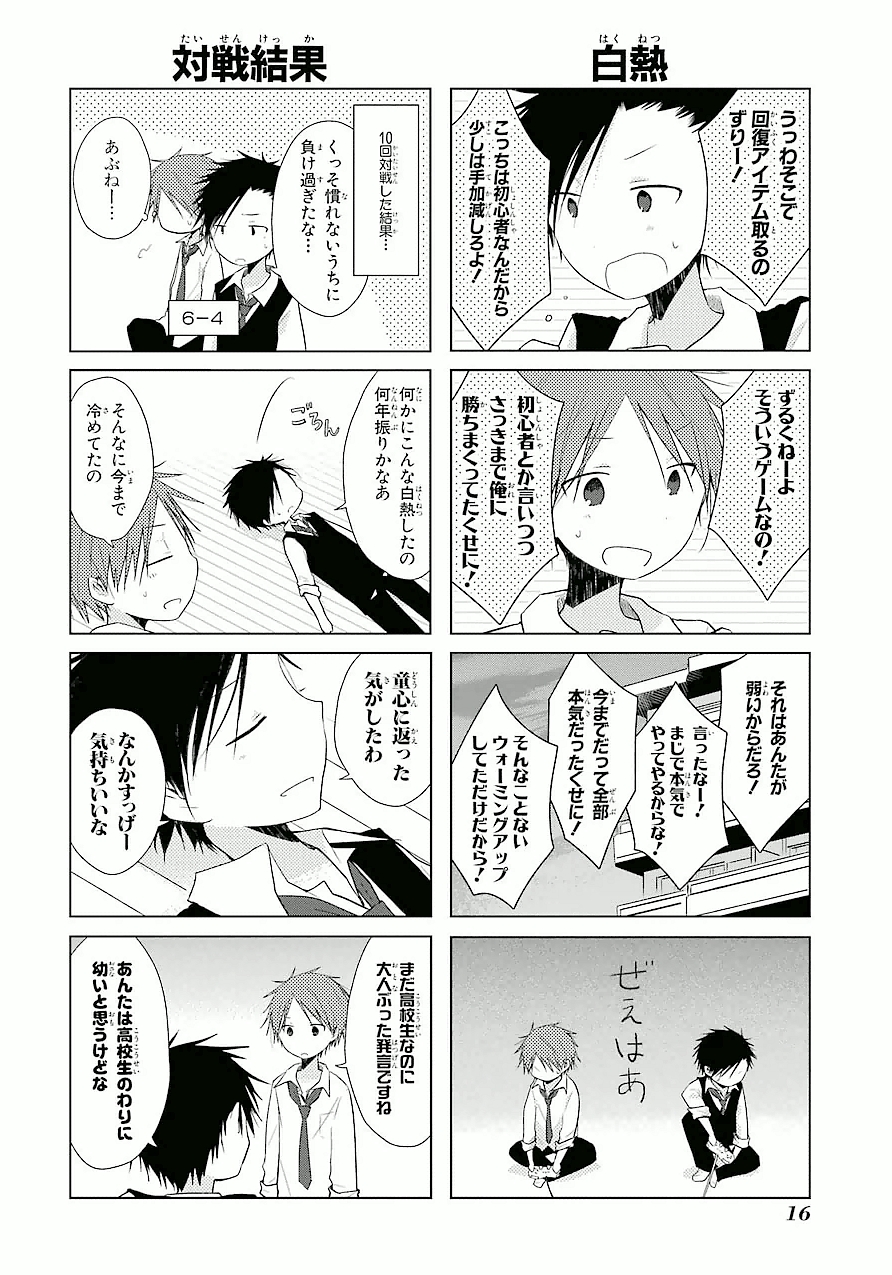 白熱
うっわそこで
回復アイテム取るの
ずりー!
こっちは初心者なんだから
少しは手加減しろよ!
ずるくねーよ
そういうゲームなの!
初心者とか言いつつ
さっきまで俺に
勝ちまくってたくせに!
それはあんたが
弱いからだろ!
言ったなー!
まじで本気で
やってやるからな!
今までだって全部
本気だったくせに!
そんなことない
ウォーミングアップ
してただけだから!
ぜぇはぁ
対戦結果
10回対戦した結果…
くっそ慣れないうちに
負け過ぎたな…
あぶねー…
6-4
何かにこんな白熱したの
何年振りかなあ
ごろん
そんなに今まで
冷めてたの
童心に返った
気がしたわ
なんかすっげー
気持ちいいな
まだ高校生なのに
大人ぶった発言ですね
あんたは高校生のわりに
幼いと思うけどな
16